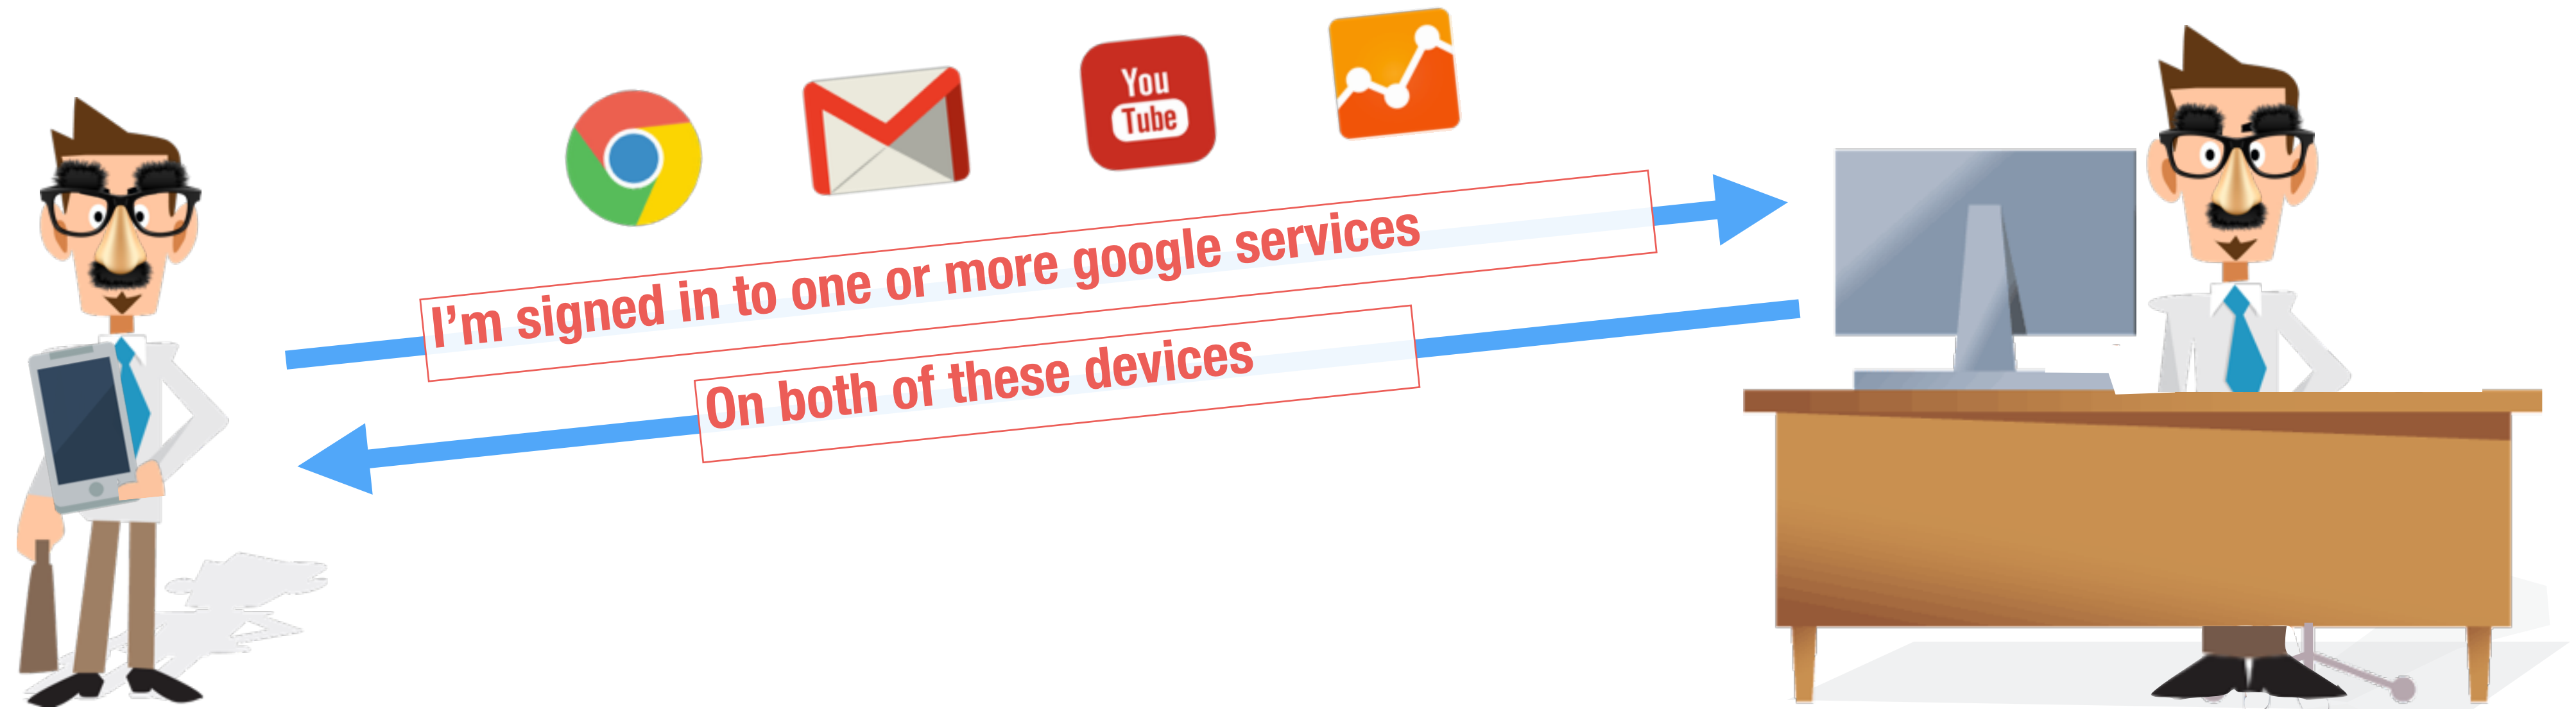 You
Tube
I'm signed in to one or more google services
On both of these devices